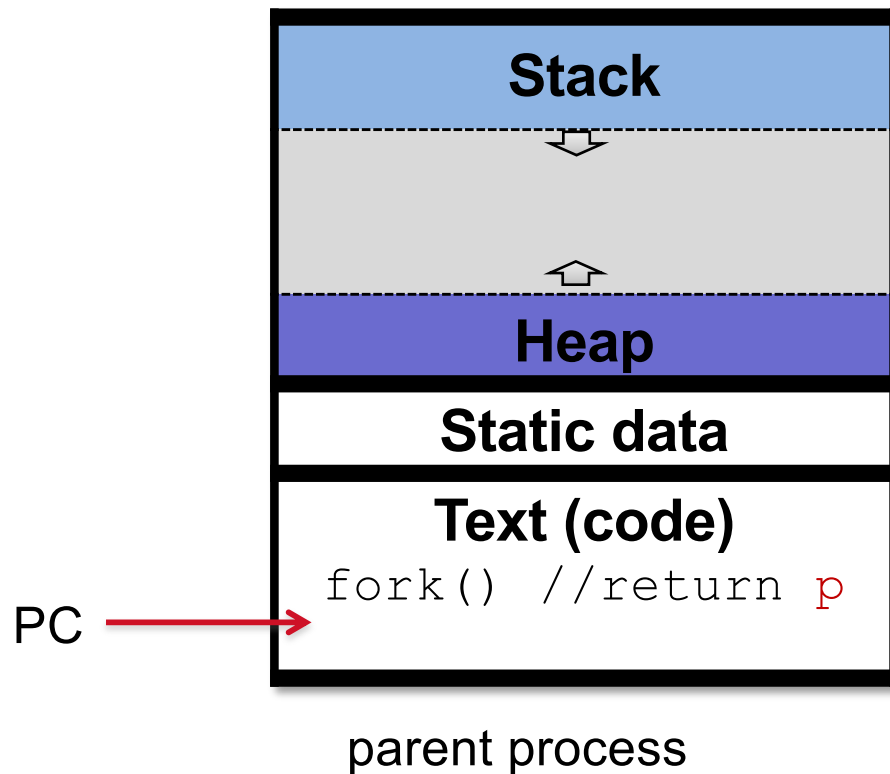 Stack
Heap
Static data
Text (code)
fork() //return p
PC
parent process